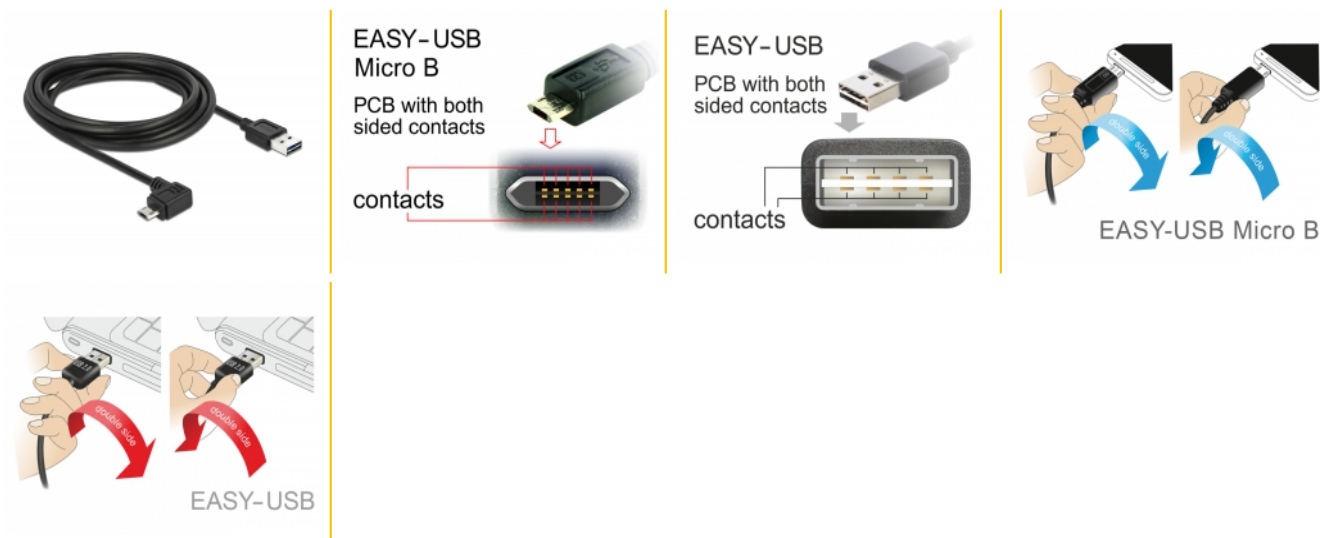 EASY-USB
Micro B
PCB with both
sided contacts
contacts
EASY-USB
PCB with both
sided contacts
contacts
double side
double side
EASY-USB Micro B
double side
double side
EASY-USB